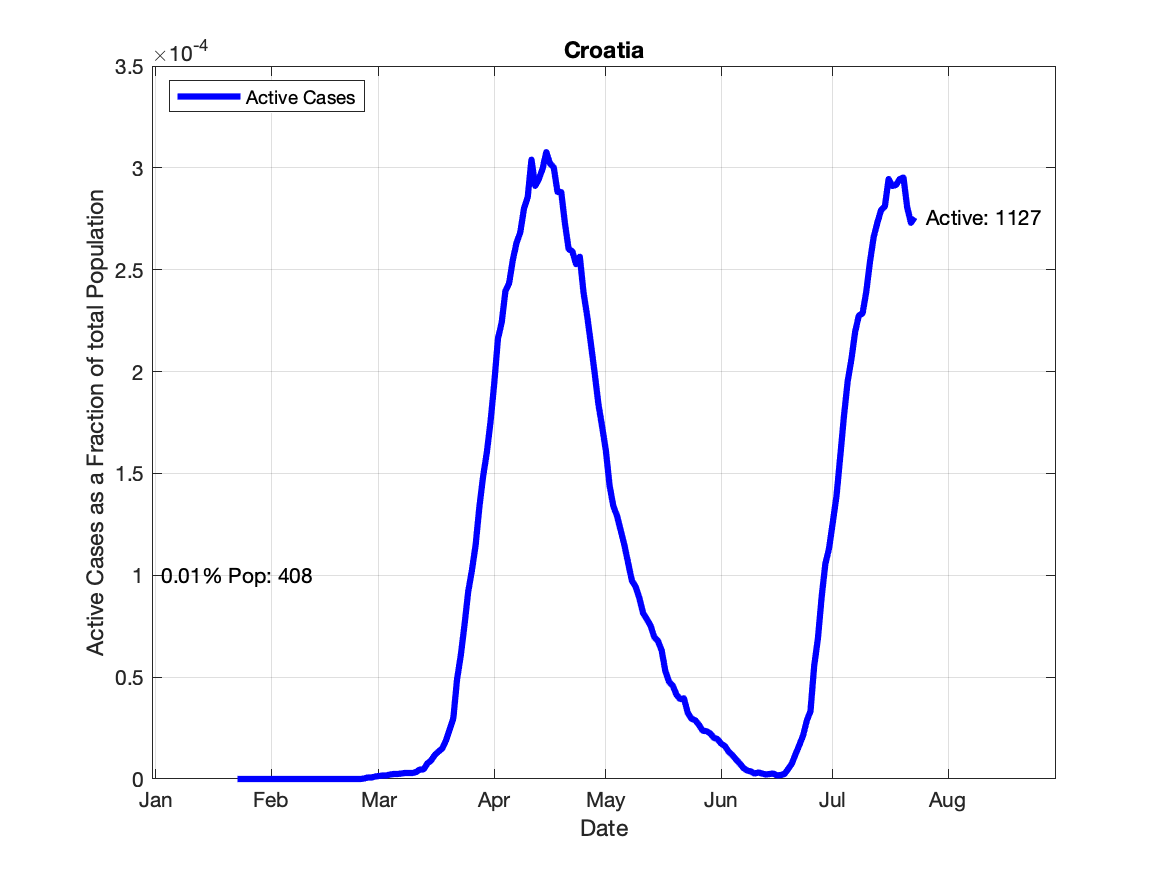 Croatia
×10-4
3.5
3
2.5
2
1.5
1
0.5
0
Active Cases
Active: 1127
0.01% Pop: 408
Active Cases as a Fraction of total Population
Jan Feb Mar Apr May Jun Jul Aug
Date